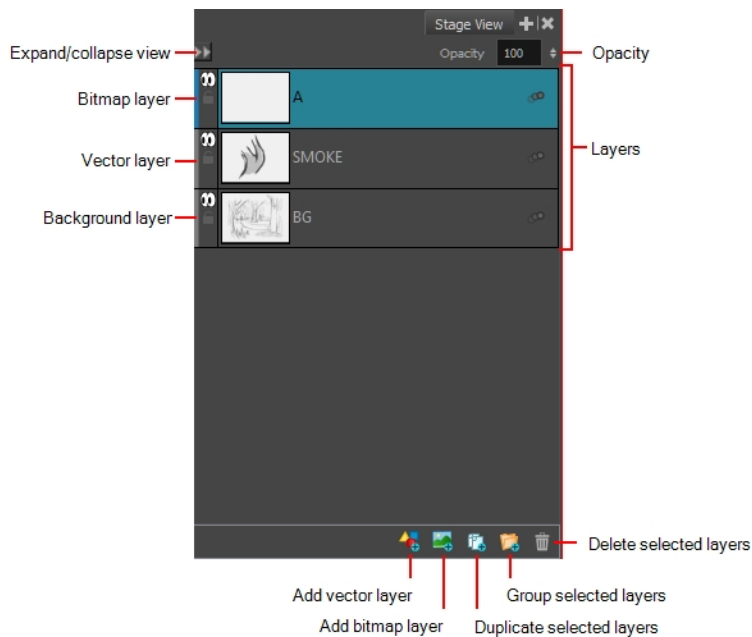 Stage View
Expand/collapse view
Opacity 100
Opacity
Bitmap layer
A
Vector layer
SMOKE
Layers
Background layer
BG
Delete selected layers
Add vector layer
Group selected layers
Add bitmap layer
Duplicate selected layers